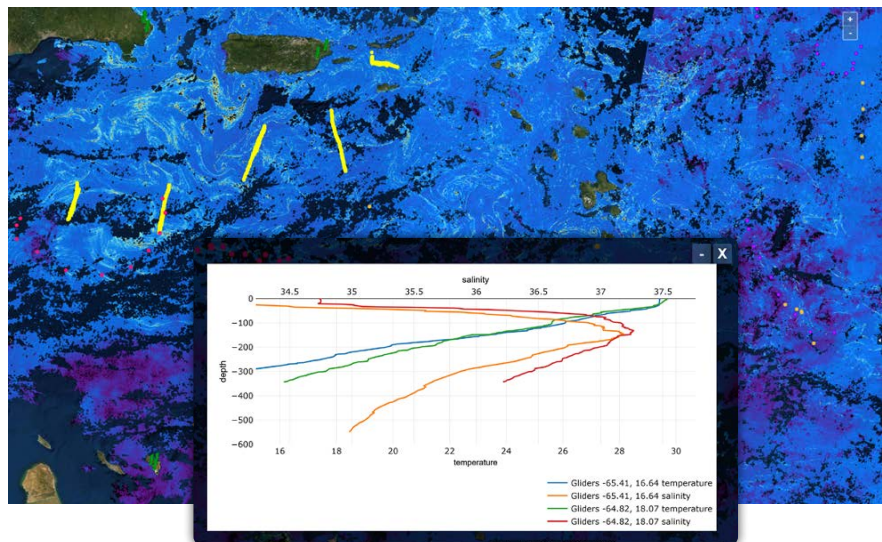 +
-
- X
salinity
34.5 35 35.5 36 36.5 37 37.5
0
−100
−200
−300
−400
−500
−600
depth
16 18 20 22 24 26 28 30
temperature
Gliders -65.41, 16.64 temperature
Gliders -65.41, 16.64 salinity
Gliders -64.82, 18.07 temperature
Gliders -64.82, 18.07 salinity